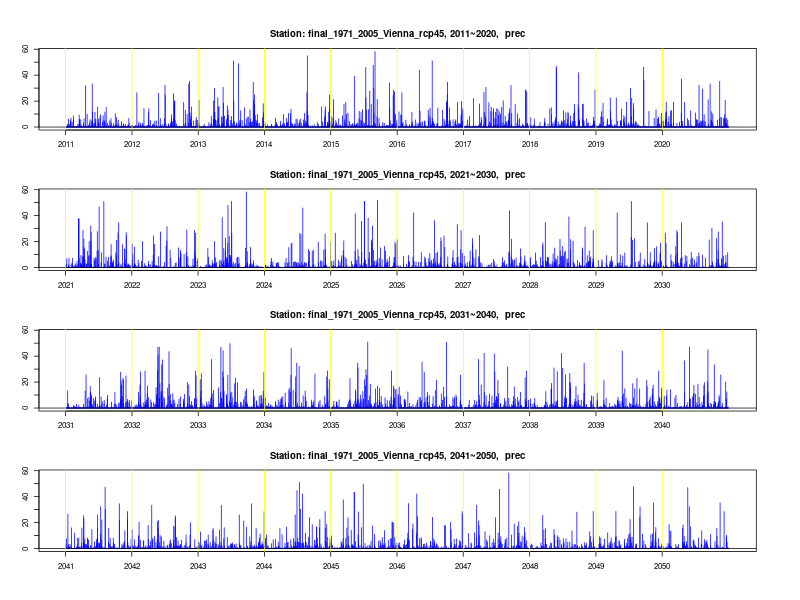 Station: final_1971_2005_Vienna_rcp45, 2011~2020, prec
60
40
20
0
2011 2012 2013 2014 2015 2016 2017 2018 2019 2020
Station: final_1971_2005_Vienna_rcp45, 2021~2030, prec
60
40
20
0
2021 2022 2023 2024 2025 2026 2027 2028 2029 2030
Station: final_1971_2005_Vienna_rcp45, 2031~2040, prec
60
40
20
0
2031 2032 2033 2034 2035 2036 2037 2038 2039 2040
Station: final_1971_2005_Vienna_rcp45, 2041~2050, prec
60
40
20
0
2041 2042 2043 2044 2045 2046 2047 2048 2049 2050